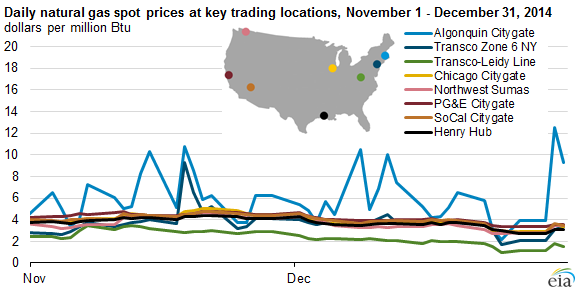 Daily natural gas spot prices at key trading locations, November 1 - December 31, 2014
dollars per million Btu
20
18
16
14
12
10
8
6
4
2
0
Nov
Dec
Algonquin Citygate
Transco Zone 6 NY
Transco-Leidy Line
Chicago Citygate
Northwest Sumas
PG&E Citygate
SoCal Citygate
Henry Hub
eia